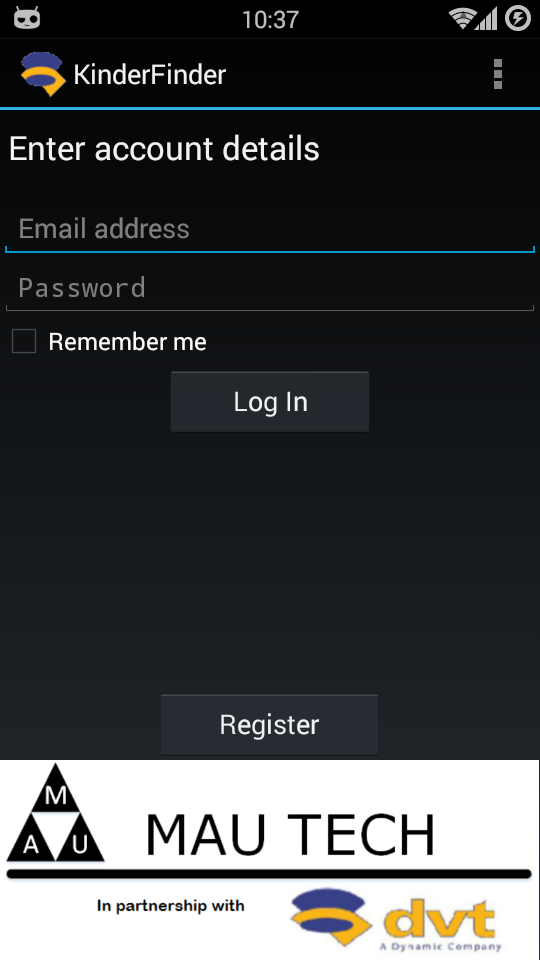 10:37
KinderFinder
Enter account details
Email address
Password
Remember me
Log In
Register
M
A U
MAU TECH
In partnership with
dvt
A Dynamic Company